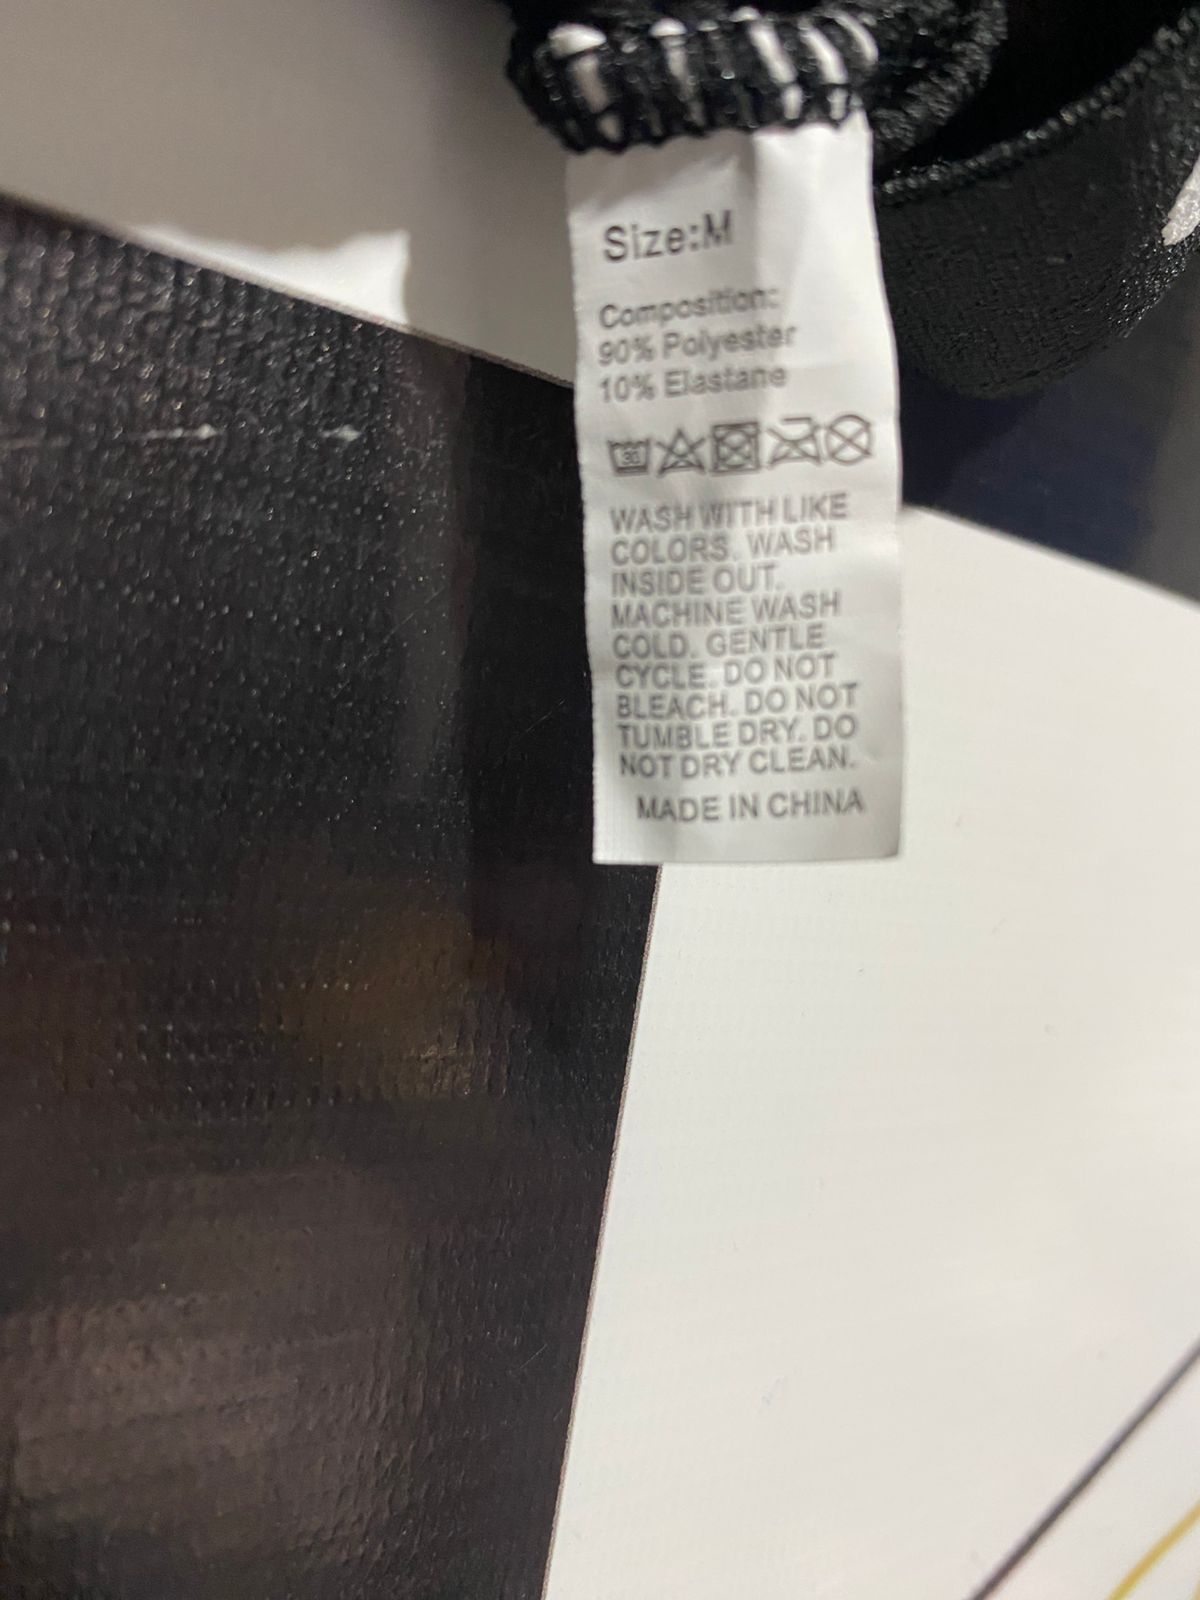 Size:M
Composition:
90% Polyester
10% Elastane
30
WASH WITH LIKE
COLORS. WASH
INSIDE OUT.
MACHINE WASH
COLD. GENTLE
CYCLE. DO NOT
BLEACH. DO NOT
TUMBLE DRY. DO
NOT DRY CLEAN.
MADE IN CHINA